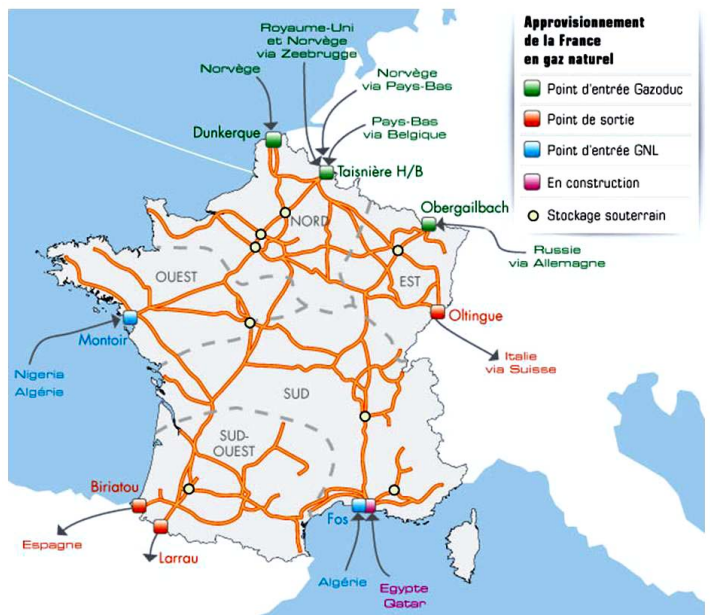 Approvisionnement
de la France
en gaz naturel
Point d'entrée Gazoduc
Point de sortie
Point d'entrée GNL
En construction
Stockage souterrain
Royaume-Uni
et Norvège
via Zeebrugge
Norvège
Norvège
via Pays-Bas
Pays-Bas
via Belgique
Dunkerque
Taisnière H/B
Obergailbach
Russie
via Allemagne
NORD
OUEST
EST
Oltingue
Italie
via Suisse
Montoir
Nigeria
Algérie
SUD
SUD-
OUEST
Biriatou
Espagne
Larrau
Fos
Algérie
Egypte
Qatar